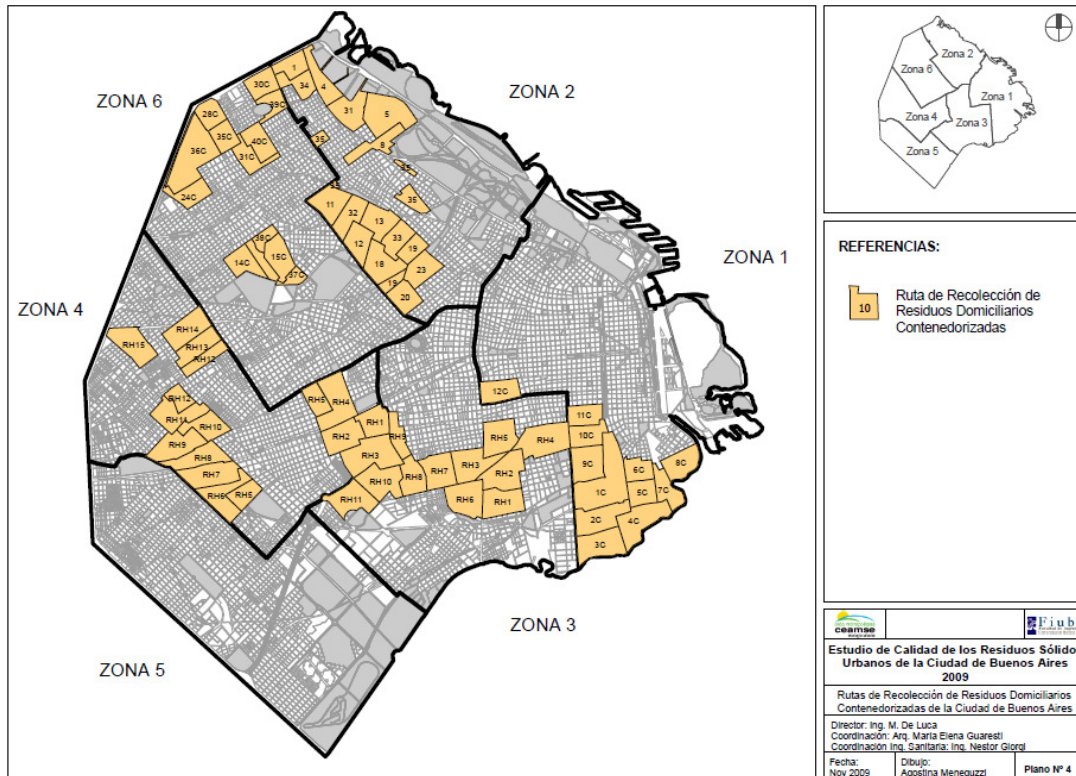 ZONA 6
ZONA 2
ZONA 1
ZONA 4
ZONA 3
ZONA 5
1
30C
34
4
39C
31
5
28C
35C
40C
35
8
36C
31C
35
24C
35
11
32
13
33
12
19
38C
14C
15C
18
23
37C
19
20
RH14
RH15
RH13
RH12
RH12
RH11
RH10
RH9
RH8
RH7
RH6
RH5
RH5
RH4
RH2
RH1
RH9
RH3
RH10
RH8
RH11
12C
RH5
RH4
RH7
RH3
RH2
RH6
RH1
11C
10C
9C
6C
8C
1C
5C
7C
2C
4C
3C
Zona 2
Zona 6
Zona 1
Zona 4
Zona 3
Zona 5
REFERENCIAS:
10
Ruta de Recolección de
Residuos Domiciliarios
Contenedorizadas
ceamse
Fiub
Estudio de Calidad de los Residuos Sólido
Urbanos de la Ciudad de Buenos Aires
2009
Rutas de Recolección de Residuos Domiciliarios
Contenedorizadas de la Ciudad de Buenos Aires
Director: Ing. M. De Luca
Coordinación: Arq. Maria Elena Guaresti
Coordinación Ing. Sanitaria: Ing. Nestor Giorgi
Fecha:
Nov 2009
Dibujo:
Agostina Meneguzzi
Plano Nº 4